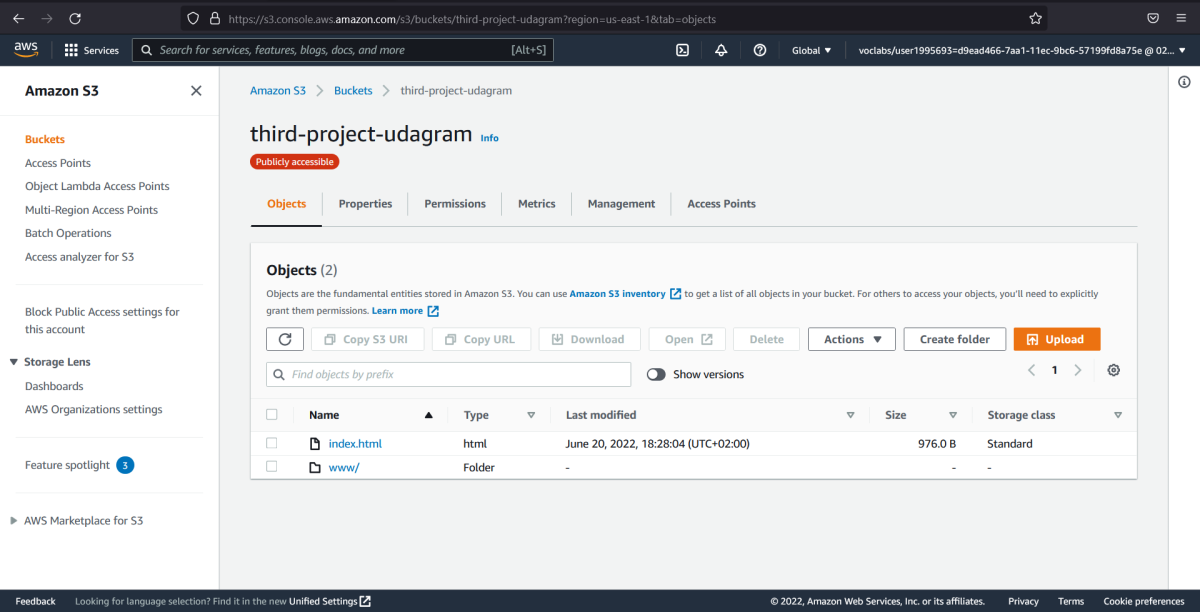 https://s3.console.aws.amazon.com/s3/buckets/third-project-udagram?region=us-east-1&tab=objects
aws Services Search for services, features, blogs, docs, and more [Alt+S] Global voclabs/user1995693=d9ead466-7aa1-11ec-9bc6-57199fd8a75e @ 02...
Amazon S3
Buckets
Access Points
Object Lambda Access Points
Multi-Region Access Points
Batch Operations
Access analyzer for S3
Block Public Access settings for
this account
Storage Lens
Dashboards
AWS Organizations settings
Feature spotlight 3
AWS Marketplace for S3
Amazon S3 Buckets third-project-udagram
third-project-udagram Info
Publicly accessible
Objects Properties Permissions Metrics Management Access Points
Objects (2)
Objects are the fundamental entities stored in Amazon S3. You can use Amazon S3 inventory to get a list of all objects in your bucket. For others to access your objects, you'll need to explicitly
grant them permissions. Learn more
Copy S3 URI Copy URL Download Open Delete Actions Create folder Upload
Find objects by prefix Show versions 1
Name Type Last modified Size Storage class
index.html html June 20, 2022, 18:28:04 (UTC+02:00) 976.0 B Standard
www/ Folder - - -
Feedback Looking for language selection? Find it in the new Unified Settings © 2022, Amazon Web Services, Inc. or its affiliates. Privacy Terms Cookie preferences